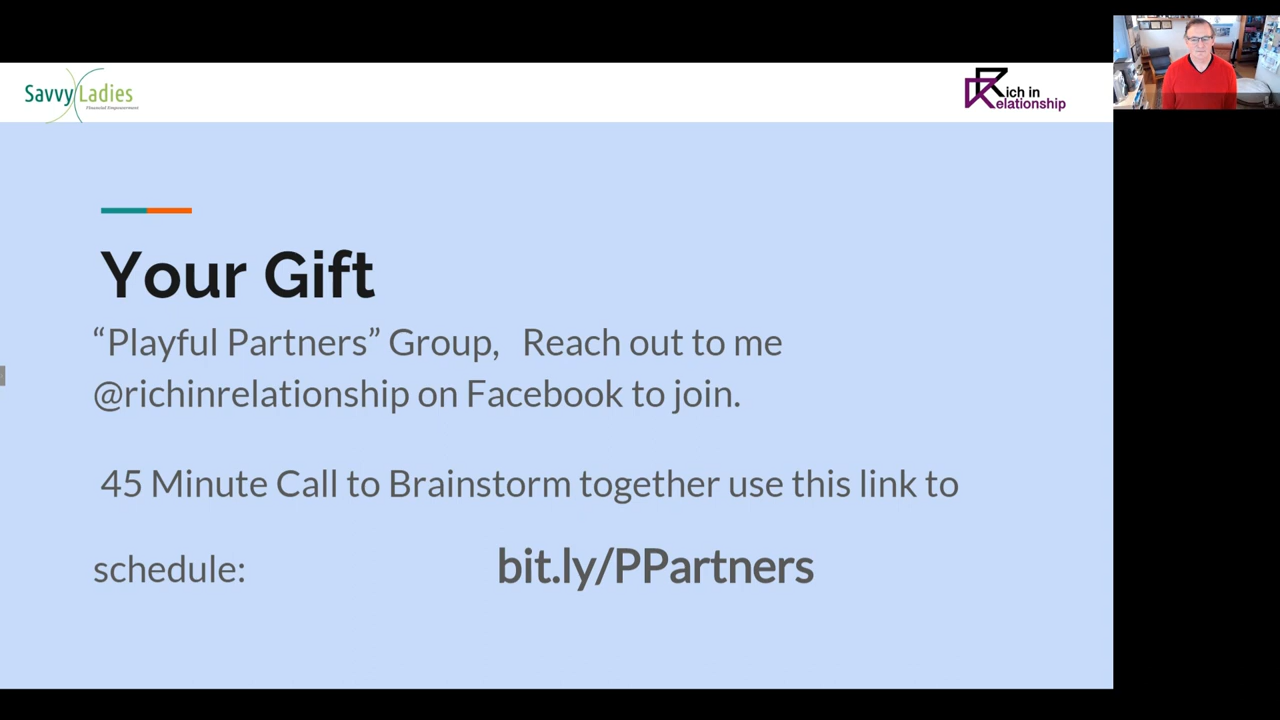 Savvy Ladies
Financial Empowerment
Rich in
Relationship
Your Gift
“Playful Partners” Group, Reach out to me
@richinrelationship on Facebook to join.
45 Minute Call to Brainstorm together use this link to
schedule: bit.ly/PPartners